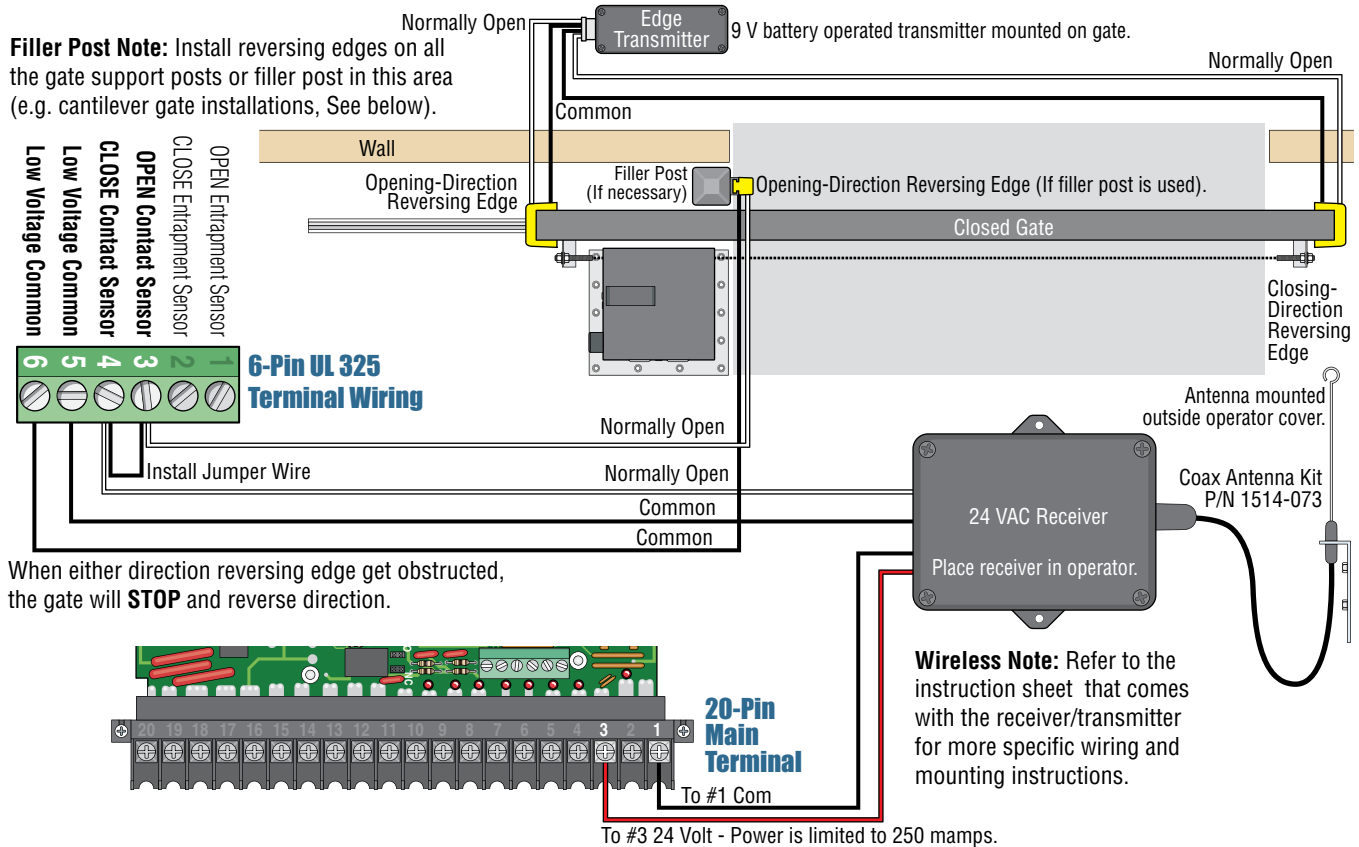 Normally Open
Edge
Transmitter
9 V battery operated transmitter mounted on gate.
Filler Post Note: Install reversing edges on all
the gate support posts or filler post in this area
(e.g. cantilever gate installations, See below).
Normally Open
Common
Wall
Low Voltage Common
Low Voltage Common
CLOSE Contact Sensor
OPEN Contact Sensor
CLOSE Entrapment Sensor
OPEN Entrapment Sensor
Opening-Direction
Reversing Edge
Filler Post
(If necessary)
Opening-Direction Reversing Edge (If filler post is used).
Closed Gate
Closing-
Direction
Reversing
Edge
6 5 4 3 2 1
6-Pin UL 325
Terminal Wiring
Antenna mounted
outside operator cover.
Normally Open
Install Jumper Wire
Normally Open
Common
Common
24 VAC Receiver
Place receiver in operator.
Coax Antenna Kit
P/N 1514-073
When either direction reversing edge get obstructed,
the gate will STOP and reverse direction.
Wireless Note: Refer to the
instruction sheet that comes
with the receiver/transmitter
for more specific wiring and
mounting instructions.
NC
20 19 18 17 16 15 14 13 12 11 10 9 8 7 6 5 4 3 2 1
20-Pin
Main
Terminal
To #1 Com
To #3 24 Volt - Power is limited to 250 mamps.